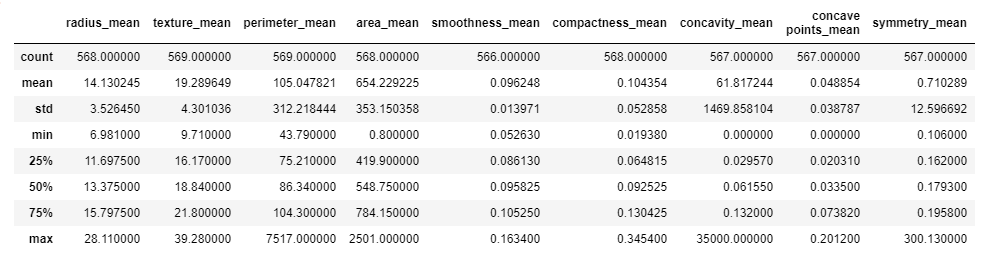 radius_mean texture_mean perimeter_mean area_mean smoothness_mean compactness_mean concavity_mean concave points_mean symmetry_mean
count 568.000000 569.000000 569.000000 568.000000 566.000000 568.000000 567.000000 567.000000 567.000000
mean 14.130245 19.289649 105.047821 654.229225 0.096248 0.104354 61.817244 0.048854 0.710289
std 3.526450 4.301036 312.218444 353.150358 0.013971 0.052858 1469.858104 0.038787 12.596692
min 6.981000 9.710000 43.790000 0.800000 0.052630 0.019380 0.000000 0.000000 0.106000
25% 11.697500 16.170000 75.210000 419.900000 0.086130 0.064815 0.029570 0.020310 0.162000
50% 13.375000 18.840000 86.340000 548.750000 0.095825 0.092525 0.061550 0.033500 0.179300
75% 15.797500 21.800000 104.300000 784.150000 0.105250 0.130425 0.132000 0.073820 0.195800
max 28.110000 39.280000 7517.000000 2501.000000 0.163400 0.345400 35000.000000 0.201200 300.130000